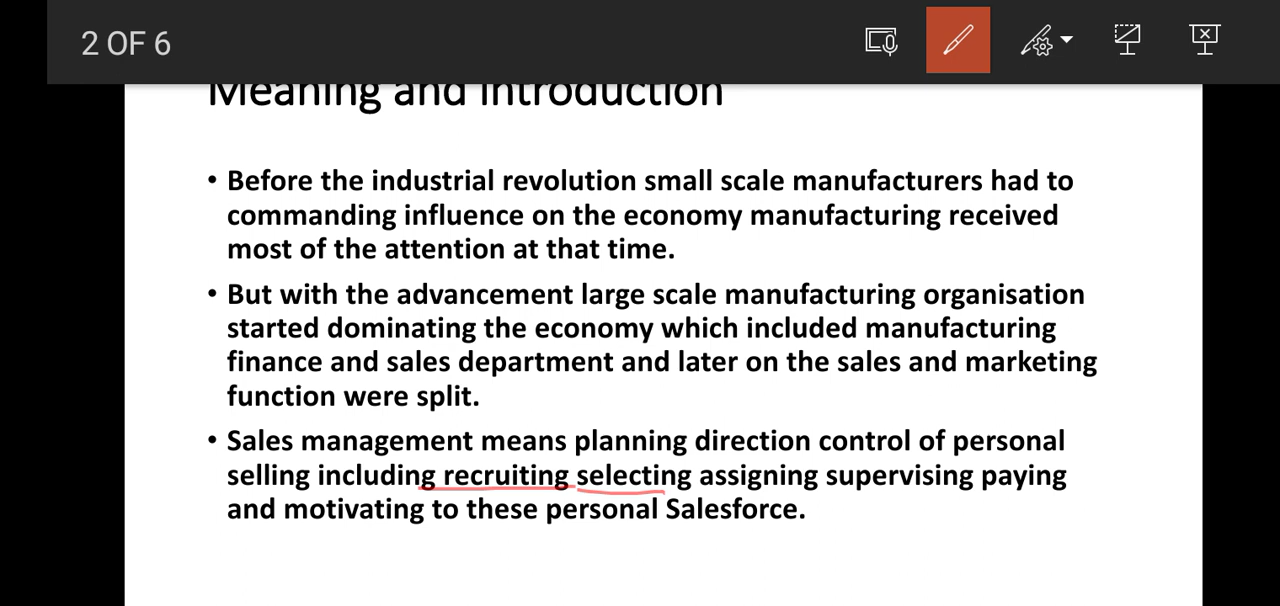 2 OF 6
Meaning and introduction
• Before the industrial revolution small scale manufacturers had to
commanding influence on the economy manufacturing received
most of the attention at that time.
• But with the advancement large scale manufacturing organisation
started dominating the economy which included manufacturing
finance and sales department and later on the sales and marketing
function were split.
• Sales management means planning direction control of personal
selling including recruiting selecting assigning supervising paying
and motivating to these personal Salesforce.